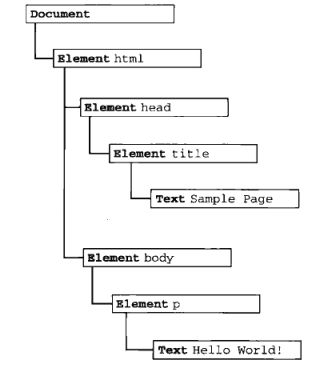 Document
Element html
Element head
Element title
Text Sample Page
Element body
Element p
Text Hello World!